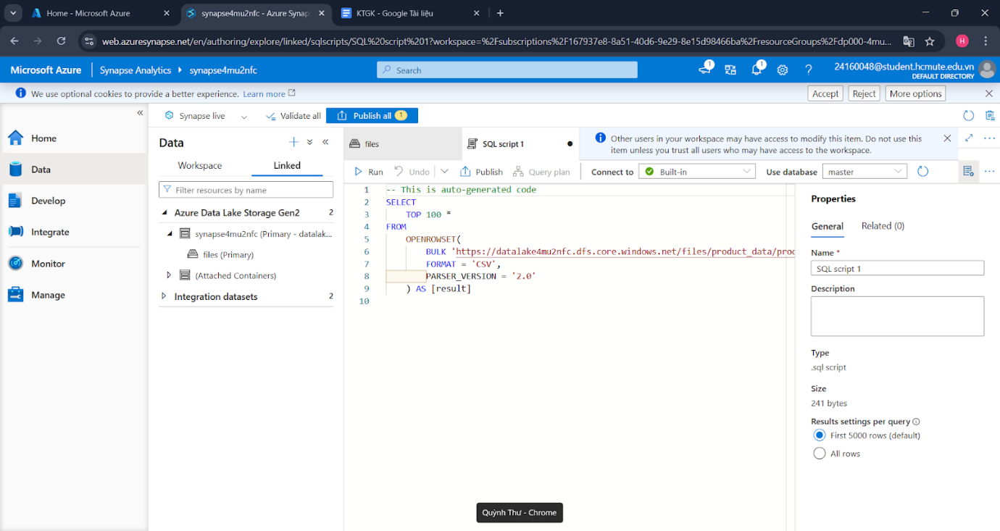 Home - Microsoft Azure
synapse4mu2nfc - Azure Synap
KTGK - Google Tài liệu
web.azuresynapse.net/en/authoring/explore/linked/sqlscripts/SQL%20script%201?workspace=%2Fsubscriptions%2F167937e8-8a51-40d6-9e29-8e15d98466ba%2FresourceGroups%2Fdp000-4mu...
H
Microsoft Azure
Synapse Analytics
synapse4mu2nfc
Search
1
1
24160048@student.hcmute.edu.vn
DEFAULT DIRECTORY
We use optional cookies to provide a better experience. Learn more
Accept
Reject
More options
Home
Data
Develop
Integrate
Monitor
Manage
Synapse live
Validate all
Publish all 1
Data
Workspace
Linked
Filter resources by name
Azure Data Lake Storage Gen2 2
synapse4mu2nfc (Primary - datalak...
files (Primary)
(Attached Containers)
Integration datasets 2
files
SQL script 1
Other users in your workspace may have access to modify this item. Do not use this
item unless you trust all users who may have access to the workspace.
Run
Undo
Publish
Query plan
Connect to
Built-in
Use database
master
1 -- This is auto-generated code
2 SELECT
3 TOP 100 *
4 FROM
5 OPENROWSET(
6 BULK 'https://datalake4mu2nfc.dfs.core.windows.net/files/product_data/prod
7 FORMAT = 'CSV',
8 PARSER_VERSION = '2.0'
9 ) AS [result]
10
Properties
General
Related (0)
Name *
SQL script 1
Description
Type
.sql script
Size
241 bytes
Results settings per query
First 5000 rows (default)
All rows
Quỳnh Thư - Chrome